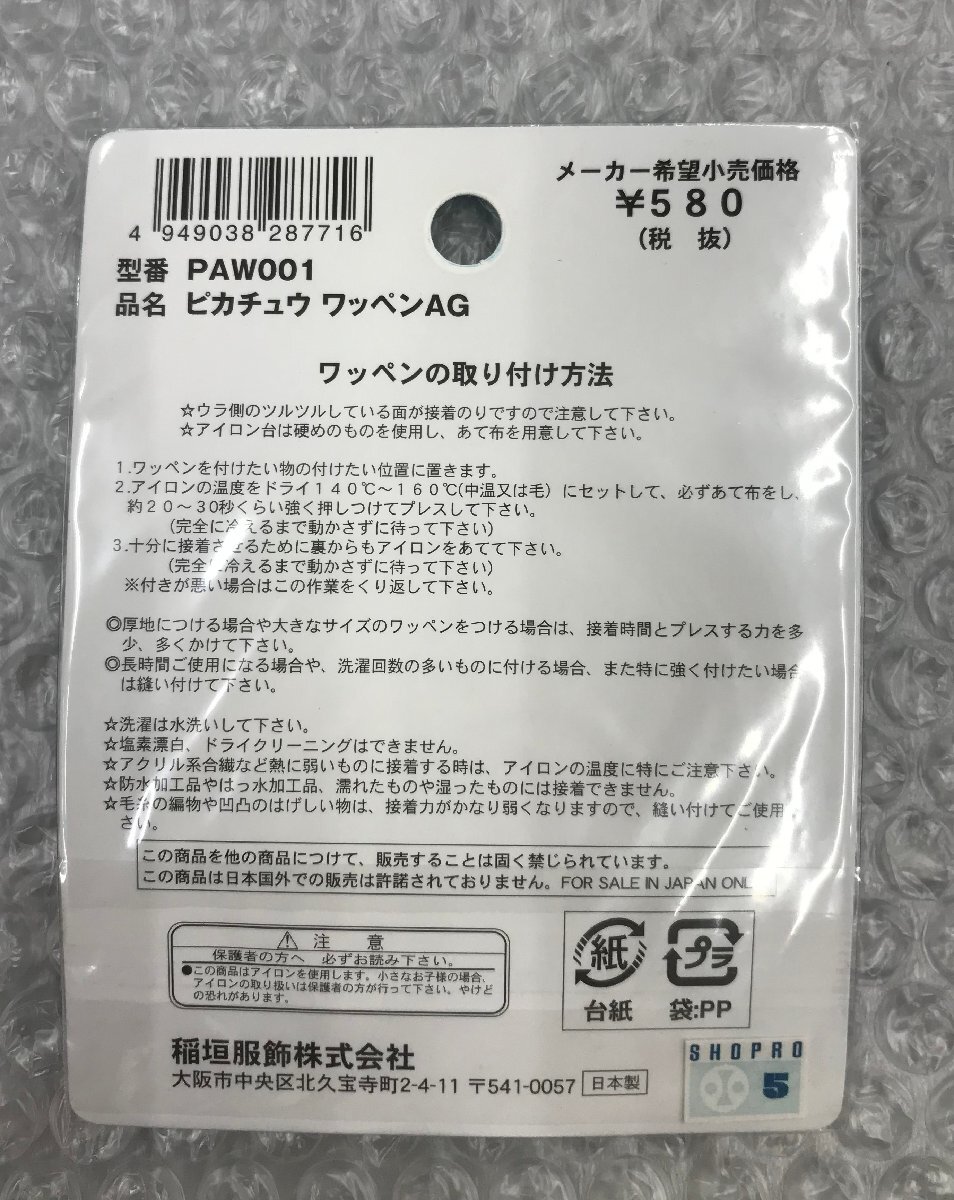 4 949038 287716
メーカー希望小売価格
¥580
(税 抜)
型番 PAW001
品名 ピカチュウ ワッペンAG
ワッペンの取り付け方法
☆ウラ側のツルツルしている面が接着のりですので注意して下さい。
☆アイロン台は硬めのものを使用し、あて布を用意して下さい。
1.ワッペンを付けたい物の付けたい位置に置きます。
2.アイロンの温度をドライ140℃～160℃(中温又は毛)にセットして、必ずあて布をし、
約20～30秒くらい強く押しつけてプレスして下さい。
(完全に冷えるまで動かさずに待って下さい)
3.十分に接着させるために裏からもアイロンをあてて下さい。
(完全に冷えるまで動かさずに待って下さい)
※付きが悪い場合はこの作業をくり返して下さい。
◎厚地につける場合や大きなサイズのワッペンをつける場合は、接着時間とプレスする力を多
少、多くかけて下さい。
◎長時間ご使用になる場合や、洗濯回数の多いものに付ける場合、また特に強く付けたい場合
は縫い付けて下さい。
☆洗濯は水洗いして下さい。
☆塩素漂白、ドライクリーニングはできません。
☆アクリル系合繊など熱に弱いものに接着する時は、アイロンの温度に特にご注意下さい。
☆防水加工品やはっ水加工品、濡れたものや湿ったものには接着できません。
☆毛糸の編物や凹凸のはげしい物は、接着力がかなり弱くなりますので、縫い付けてご使用
さい。
この商品を他の商品につけて、販売することは固く禁じられています。
この商品は日本国外での販売は許諾されておりません。FOR SALE IN JAPAN ONL
⚠ 注 意
保護者の方へ 必ずお読み下さい。
●この商品はアイロンを使用します。小さなお子様の場合、
アイロンの取り扱いは保護者の方が行って下さい。やけど
の恐れがあります。
紙 プラ
台紙 袋:PP
稲垣服飾株式会社
大阪市中央区北久宝寺町2-4-11 〒541-0057 日本製
SHOPRO
5